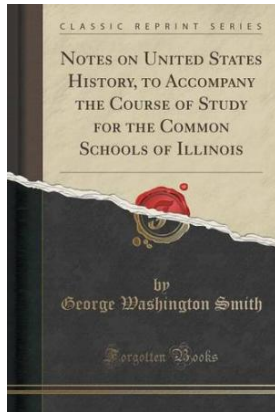 CLASSIC REPRINT SERIES
NOTES ON UNITED STATES
HISTORY, TO ACCOMPANY
THE COURSE OF STUDY
FOR THE COMMON
SCHOOLS OF ILLINOIS
by
George Washington Smith
Forgotten Books